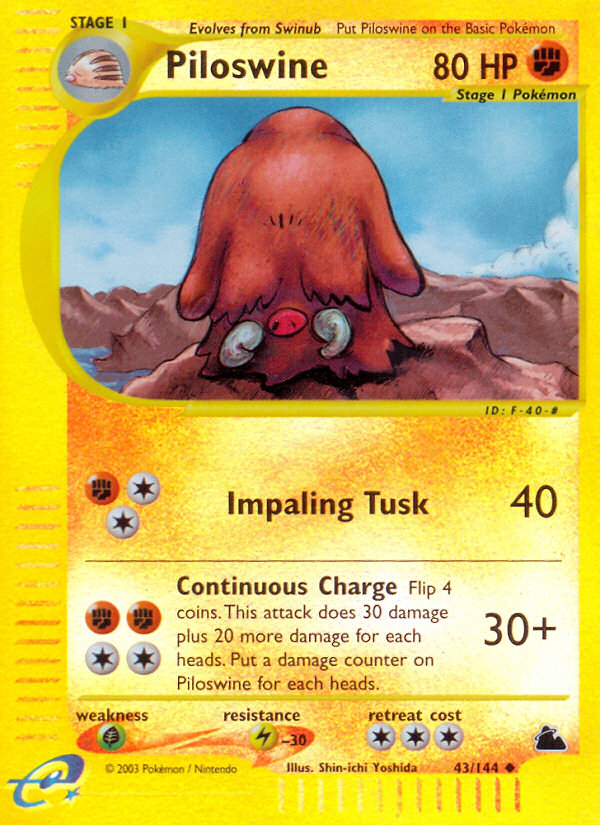 STAGE 1
Evolves from Swinub Put Piloswine on the Basic Pokémon
Piloswine 80 HP
Stage 1 Pokémon
ID: F-40-#
Impaling Tusk 40
Continuous Charge Flip 4
coins. This attack does 30 damage
plus 20 more damage for each
heads. Put a damage counter on
Piloswine for each heads.
30+
weakness resistance retreat cost
–30
© 2003 Pokémon / Nintendo Illus. Shin-ichi Yoshida 43/144
e